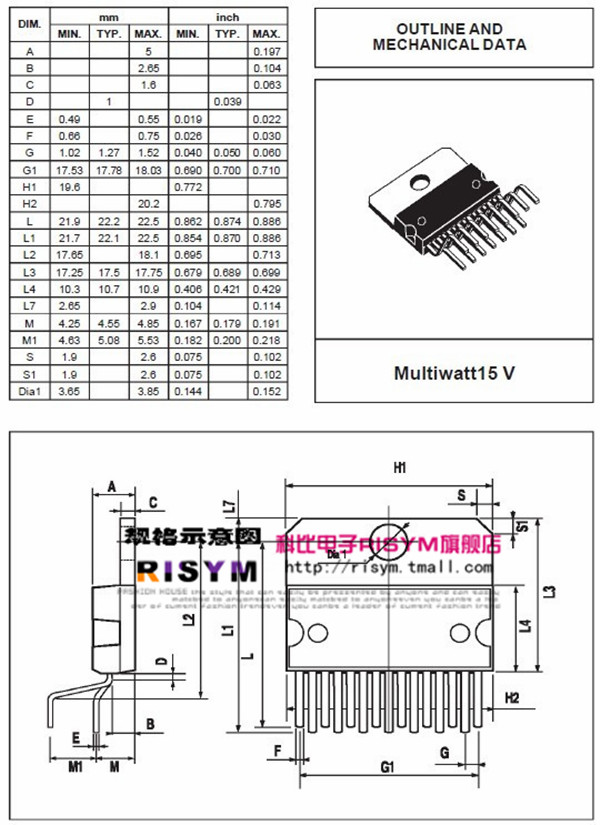 DIM. mm inch
MIN. TYP. MAX. MIN. TYP. MAX.
A 5 0.197
B 2.65 0.104
C 1.6 0.063
D 1 0.039
E 0.49 0.55 0.019 0.022
F 0.66 0.75 0.026 0.030
G 1.02 1.27 1.52 0.040 0.050 0.060
G1 17.53 17.78 18.03 0.690 0.700 0.710
H1 19.6 0.772
H2 20.2 0.795
L 21.9 22.2 22.5 0.862 0.874 0.886
L1 21.7 22.1 22.5 0.854 0.870 0.886
L2 17.65 18.1 0.695 0.713
L3 17.25 17.5 17.75 0.679 0.689 0.699
L4 10.3 10.7 10.9 0.406 0.421 0.429
L7 2.65 2.9 0.104 0.114
M 4.25 4.55 4.85 0.167 0.179 0.191
M1 4.63 5.08 5.53 0.182 0.200 0.218
S 1.9 2.6 0.075 0.102
S1 1.9 2.6 0.075 0.102
Dia1 3.65 3.85 0.144 0.152
OUTLINE AND
MECHANICAL DATA
Multiwatt15 V
H1
A
S
C
L7
S1
规格示意图
科比电子RISYM旗舰店
Dia 1
RISYM
http://risym.tmall.com
FASHION HOUSE
L3
L2
L1
L
L4
D
H2
B
E
F
G
M1
M
G1